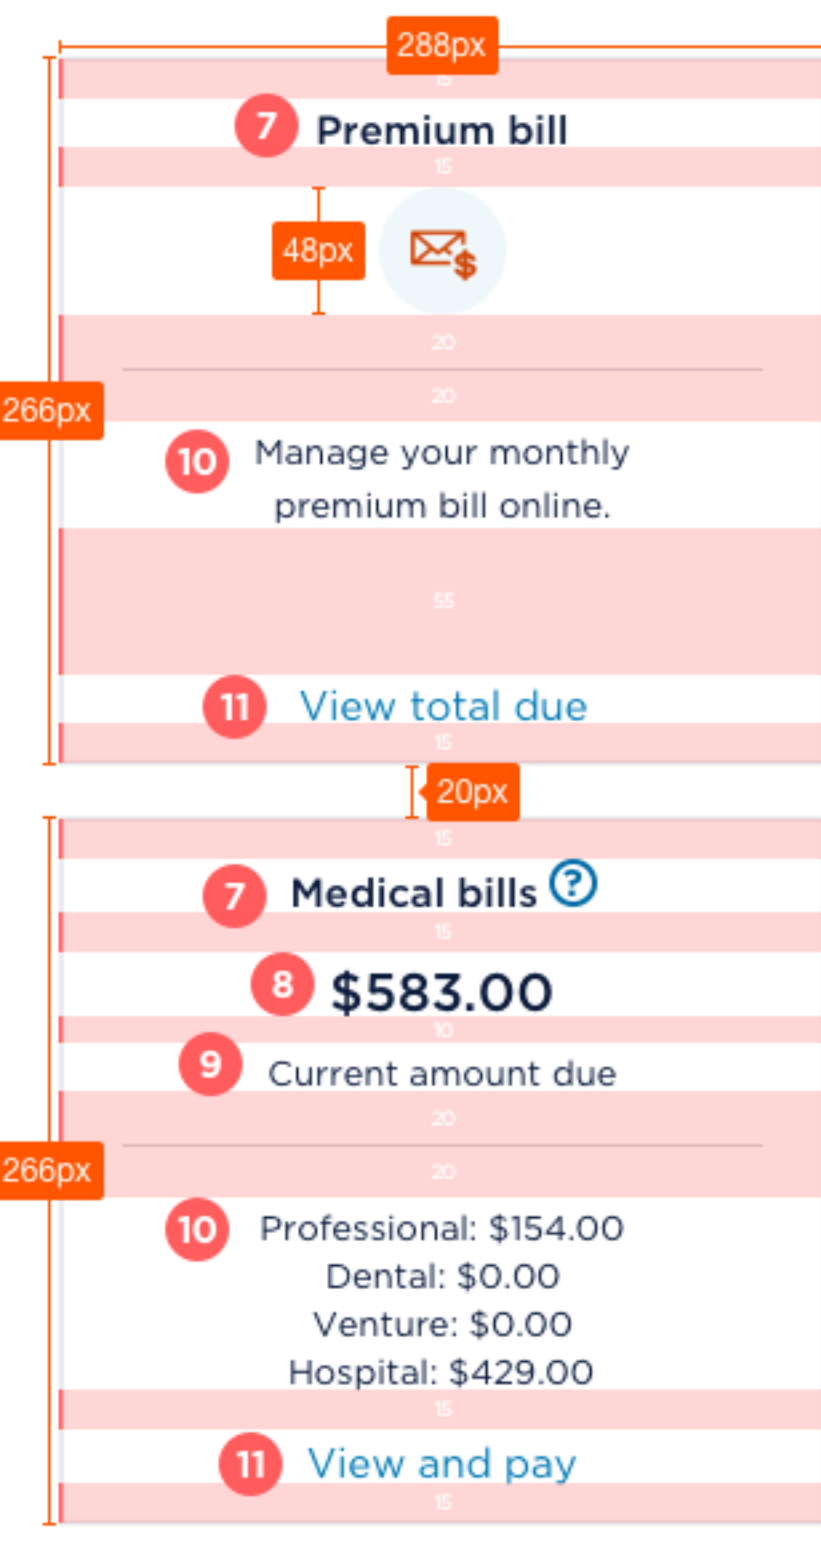 288px
15
7 Premium bill
15
48px
$
20
266px
20
10 Manage your monthly
premium bill online.
55
11 View total due
15
20px
15
7 Medical bills ?
15
8 $583.00
10
9 Current amount due
20
266px
20
10 Professional: $154.00
Dental: $0.00
Venture: $0.00
Hospital: $429.00
15
11 View and pay
15